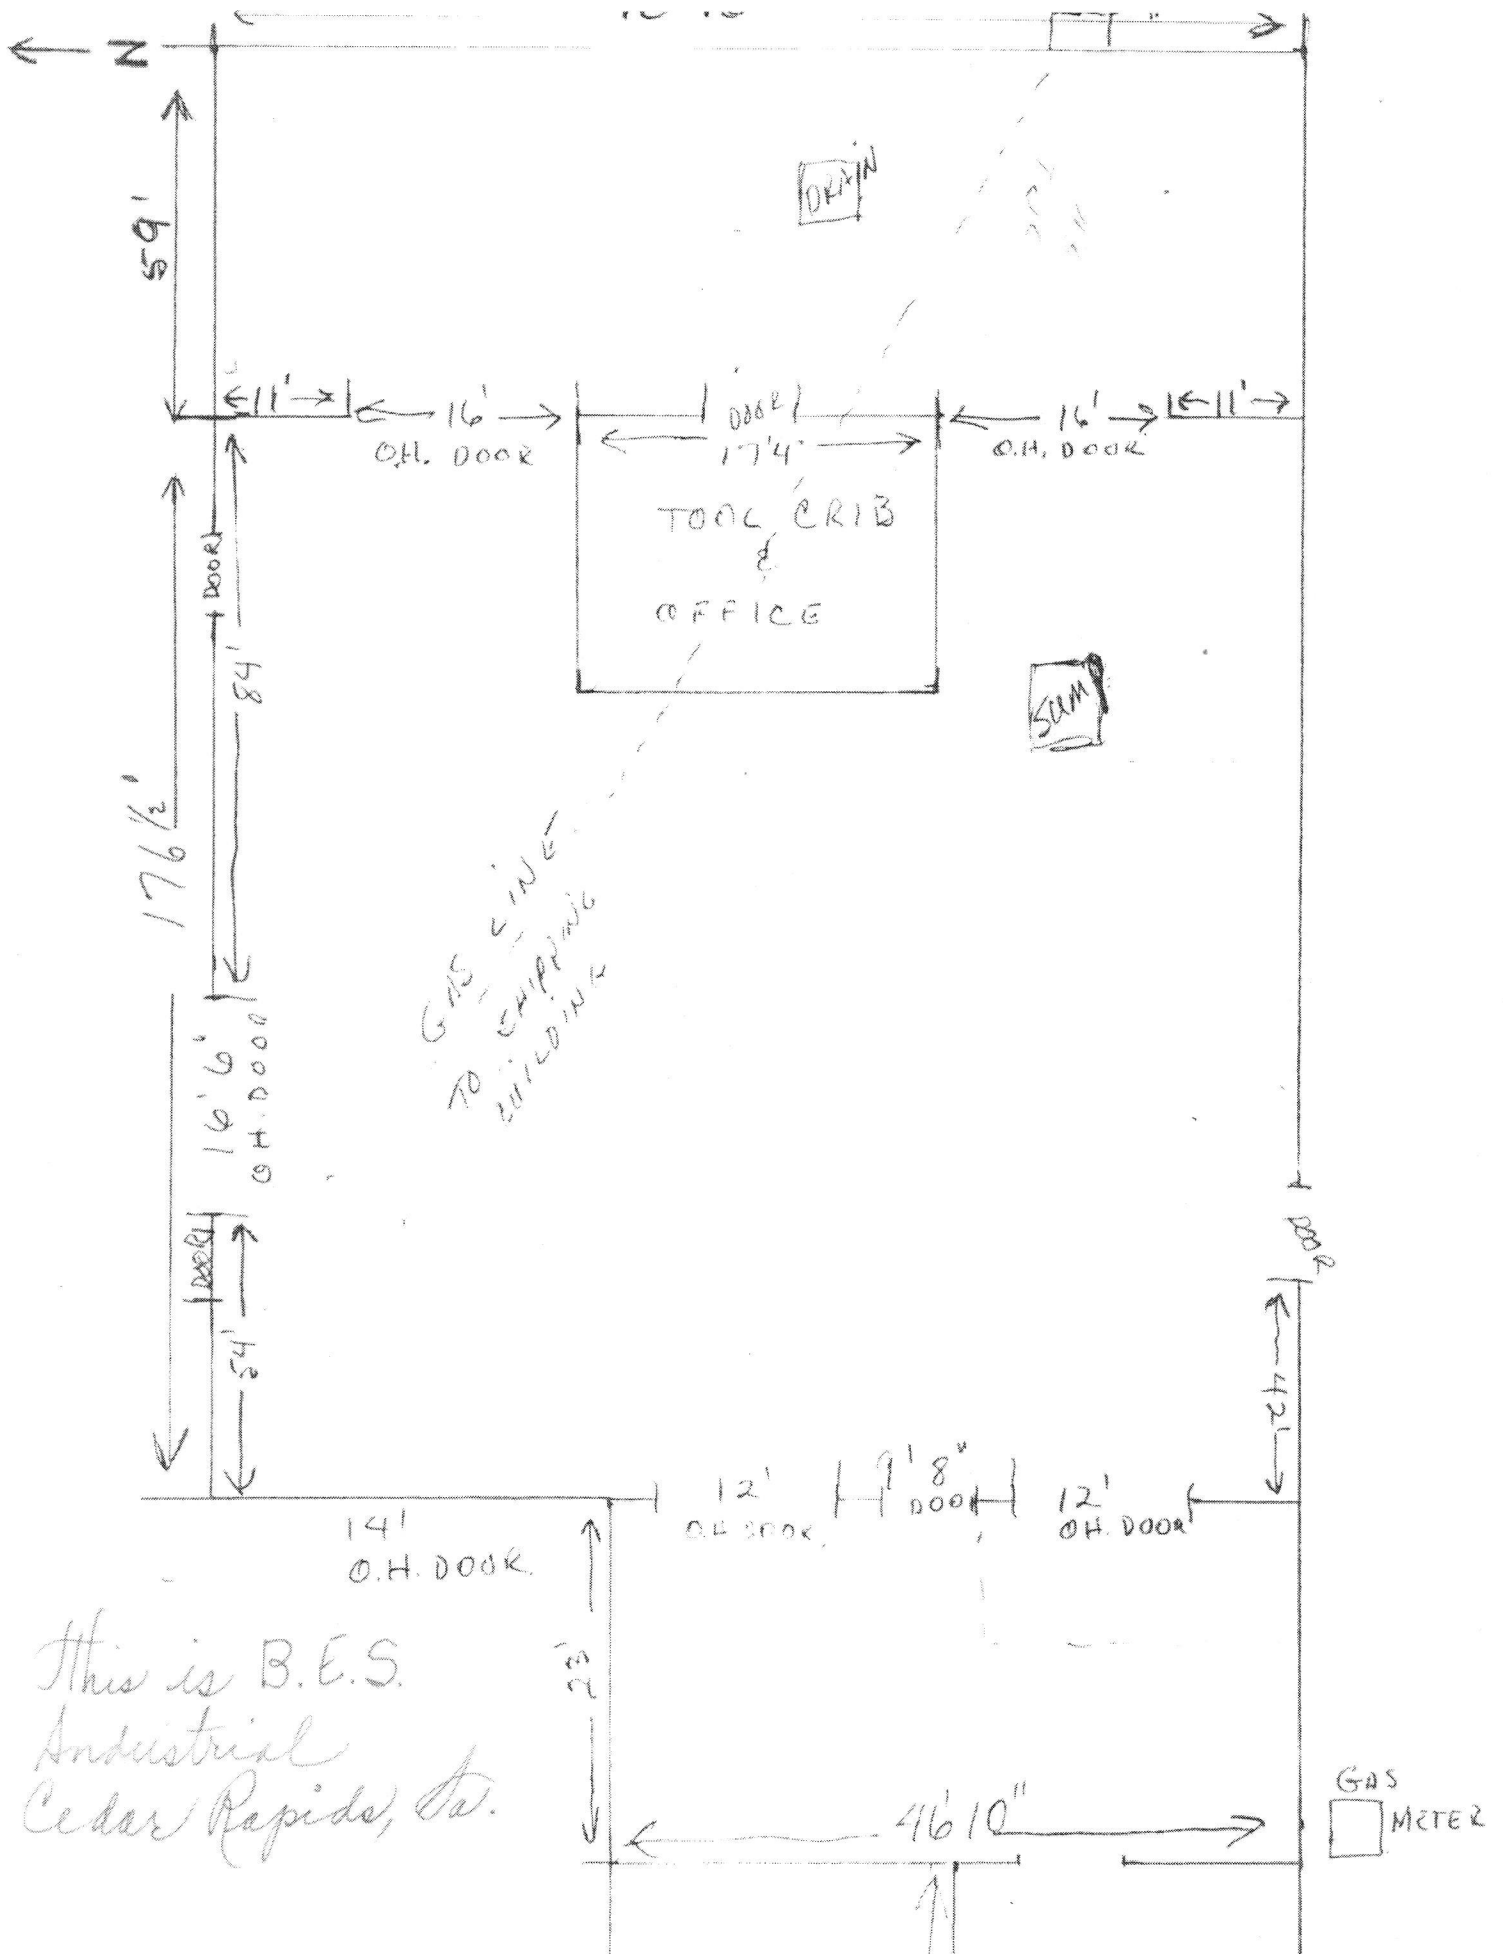 N
DRAIN
59'
11'
16'
O.H. DOOR
DOOR
17'4"
16'
O.H. DOOR
11'
TOOL CRIB
&
OFFICE
DOOR
84'
SUMP
176 1/2'
GAS LINE
TO SHIPPING
BUILDING
16' 6"
O.H. DOOR
DOOR
DOOR
54'
42'
14'
O.H. DOOR
12'
O.H. DOOR
8"
DOOR
12'
O.H. DOOR
23'
This is B.E.S.
Industrial
Cedar Rapids, Ia.
46' 10"
GAS
METER